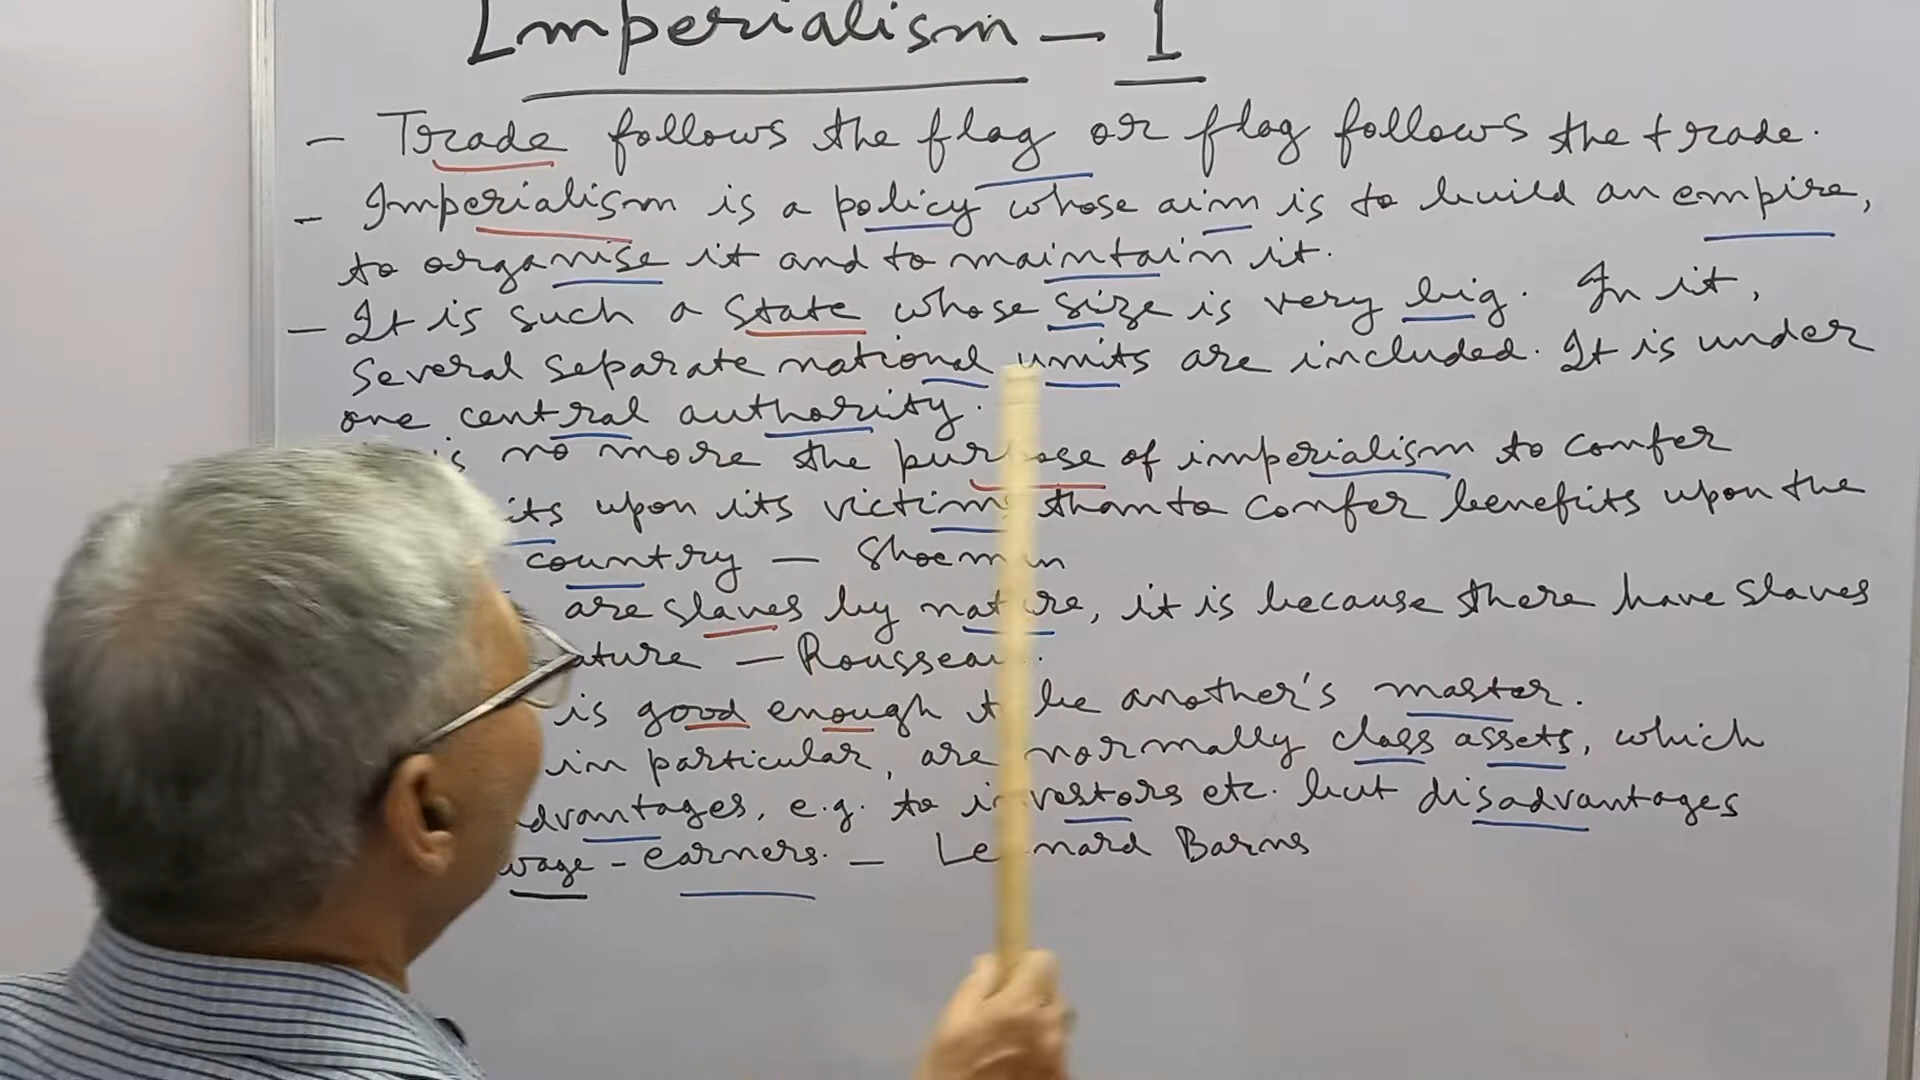 Imperialism - I
- Trade follows the flag or flag follows the trade.
- Imperialism is a policy whose aim is to build an empire,
to organise it and to maintain it.
- It is such a State whose size is very big. In it,
Several separate national units are included. It is under
one central authority.
is no more the purpose of imperialism to confer
its upon its victims than to confer benefits upon the
country -
are slaves by nature, it is because there have slaves
ature - Rousseau.
is good enough to be another's master.
in particular, are normally class assets, which
dvantages, e.g. to investors etc. but disadvantages
wage-earners. - Leonard Barns